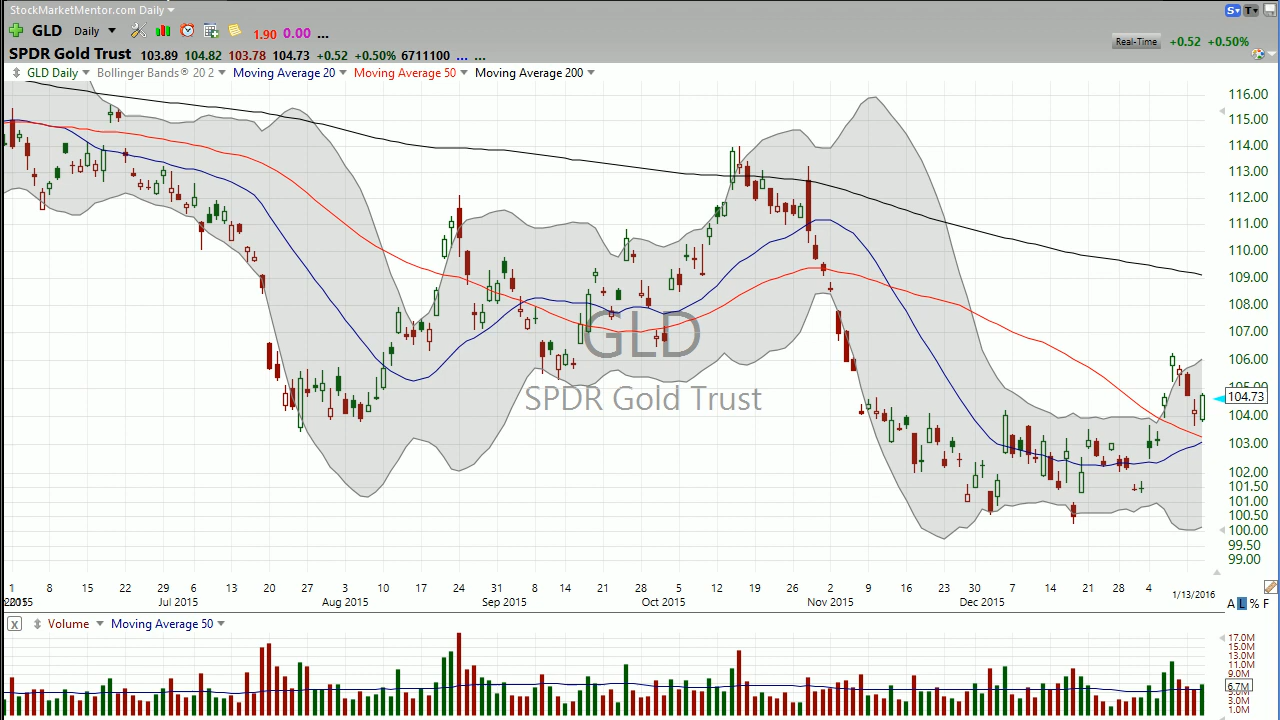 StockMarketMentor.com Daily
S T
GLD Daily 1.90 0.00 ...
Real-Time +0.52 +0.50%
SPDR Gold Trust 103.89 104.82 103.78 104.73 +0.52 +0.50% 6711100 ... ...
GLD Daily Bollinger Bands® 20 2 Moving Average 20 Moving Average 50 Moving Average 200
116.00
115.00
114.00
113.00
112.00
111.00
110.00
109.00
108.00
107.00
106.00
105.00
104.73
104.00
103.00
102.00
101.50
101.00
100.50
100.00
99.50
99.00
GLD
SPDR Gold Trust
1 8 15 22 29 6 13 20 27 3 10 17 24 31 8 14 21 28 5 12 19 26 2 9 16 23 30 7 14 21 28 4
Jul 2015 Aug 2015 Sep 2015 Oct 2015 Nov 2015 Dec 2015 1/13/2016
A L % F
X Volume Moving Average 50
17.0M
15.0M
13.0M
11.0M
9.0M
6.7M
3.0M
1.0M